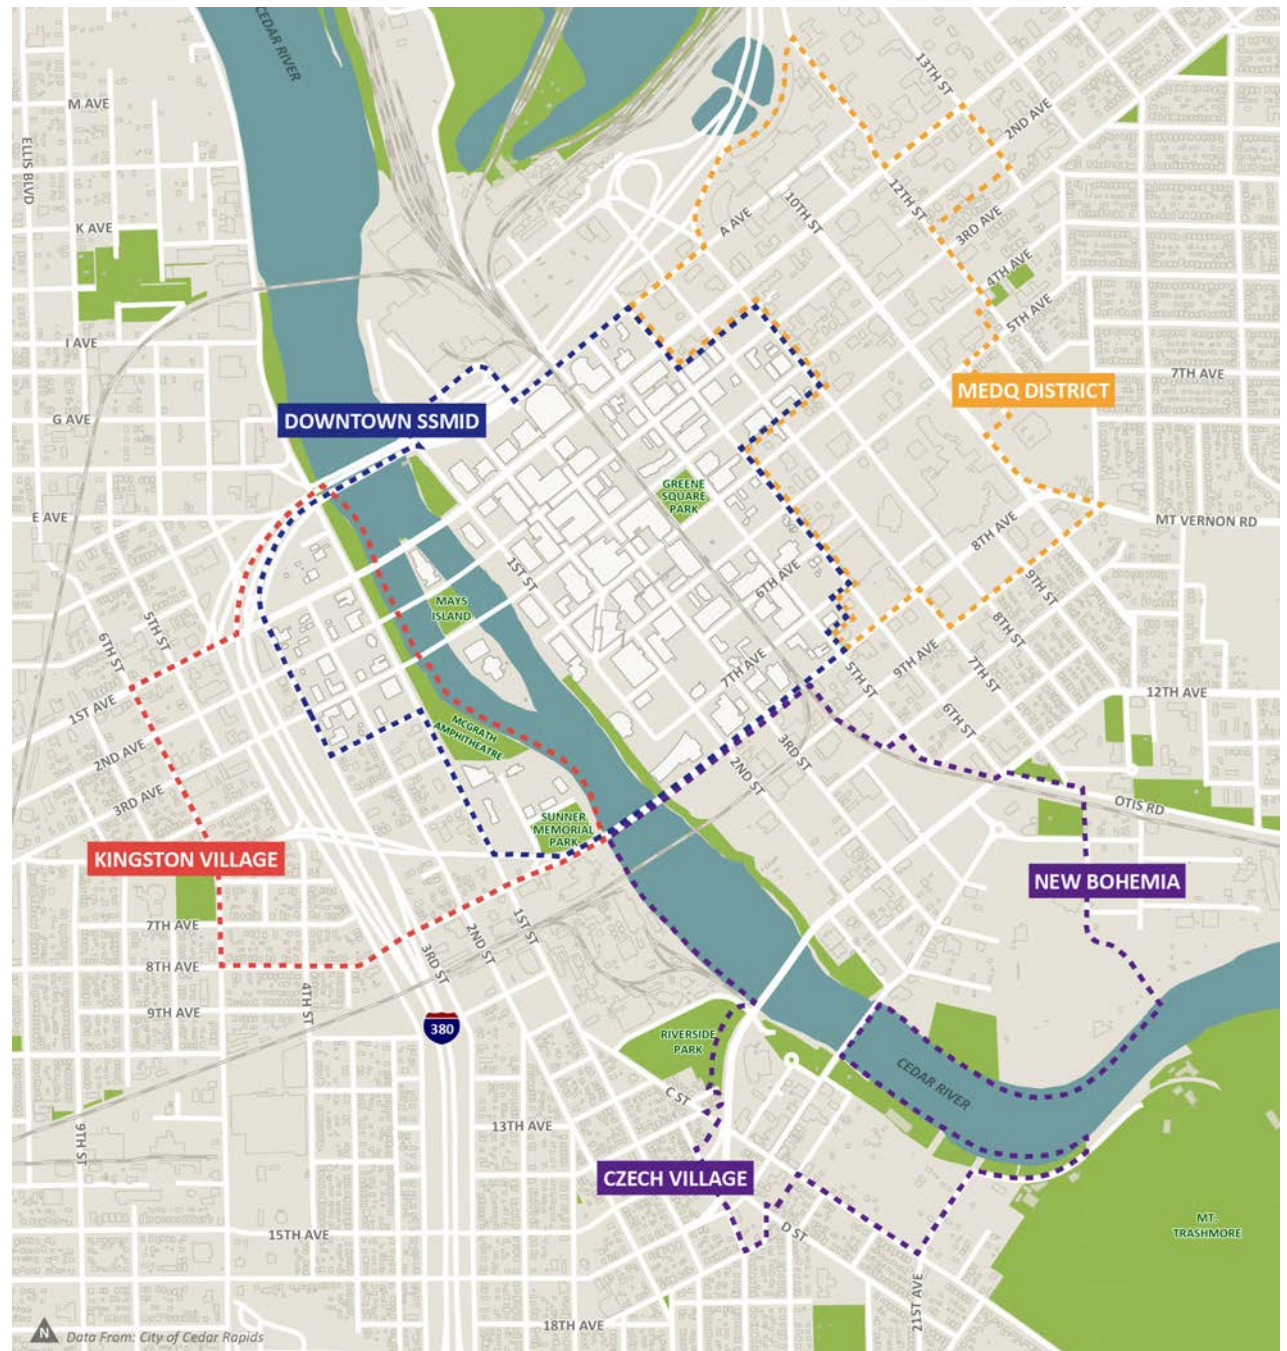 CEDAR RIVER
M AVE
ELLIS BLVD
K AVE
I AVE
G AVE
E AVE
13TH ST
2ND AVE
12TH ST
10TH ST
A AVE
3RD AVE
4TH AVE
5TH AVE
7TH AVE
MEDQ DISTRICT
DOWNTOWN SSMID
GREENE
SQUARE
PARK
MT VERNON RD
8TH AVE
9TH ST
8TH ST
7TH ST
6TH ST
9TH AVE
5TH ST
6TH AVE
7TH AVE
1ST ST
MAYS
ISLAND
5TH ST
6TH ST
1ST AVE
2ND AVE
3RD AVE
MCGRATH
AMPHITHEATRE
12TH AVE
3RD ST
2ND ST
OTIS RD
SUNNER
MEMORIAL
PARK
KINGSTON VILLAGE
NEW BOHEMIA
7TH AVE
8TH AVE
9TH AVE
4TH ST
3RD ST
2ND ST
1ST ST
380
RIVERSIDE
PARK
C ST
CEDAR RIVER
9TH ST
13TH AVE
CZECH VILLAGE
15TH AVE
D ST
MT.
TRASHMORE
21ST AVE
18TH AVE
N
Data From: City of Cedar Rapids